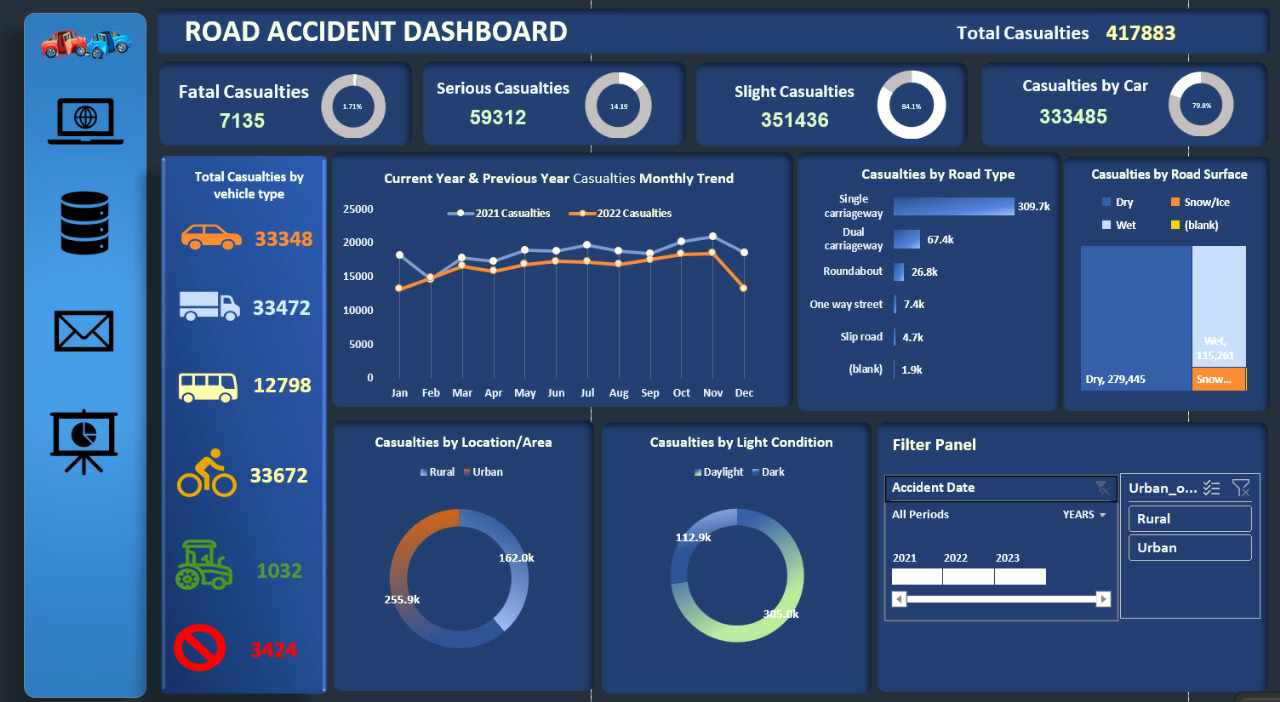 ROAD ACCIDENT DASHBOARD
Total Casualties 417883
Fatal Casualties
7135
1.71%
Serious Casualties
59312
14.19
Slight Casualties
351436
84.1%
Casualties by Car
333485
79.8%
Total Casualties by
vehicle type
33348
33472
12798
33672
1032
3424
Current Year & Previous Year Casualties Monthly Trend
2021 Casualties 2022 Casualties
25000
20000
15000
10000
5000
0
Jan Feb Mar Apr May Jun Jul Aug Sep Oct Nov Dec
Casualties by Road Type
Single
carriageway
309.7k
Dual
carriageway
67.4k
Roundabout 26.8k
One way street 7.4k
Slip road 4.7k
(blank) 1.9k
Casualties by Road Surface
Dry Snow/Ice
Wet (blank)
Wet,
115,261
Dry, 279,445
Snow...
Casualties by Location/Area
Rural Urban
162.0k
255.9k
Casualties by Light Condition
Daylight Dark
112.9k
305.0k
Filter Panel
Accident Date
All Periods YEARS
2021 2022 2023
Urban_o...
Rural
Urban